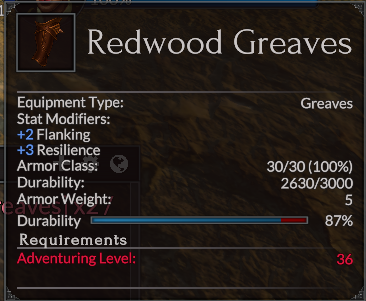 Redwood Greaves
Equipment Type: Greaves
Stat Modifiers:
+2 Flanking
+3 Resilience
Armor Class: 30/30 (100%)
Durability: 2630/3000
Armor Weight: 5
Durability 87%
Requirements
Adventuring Level: 36